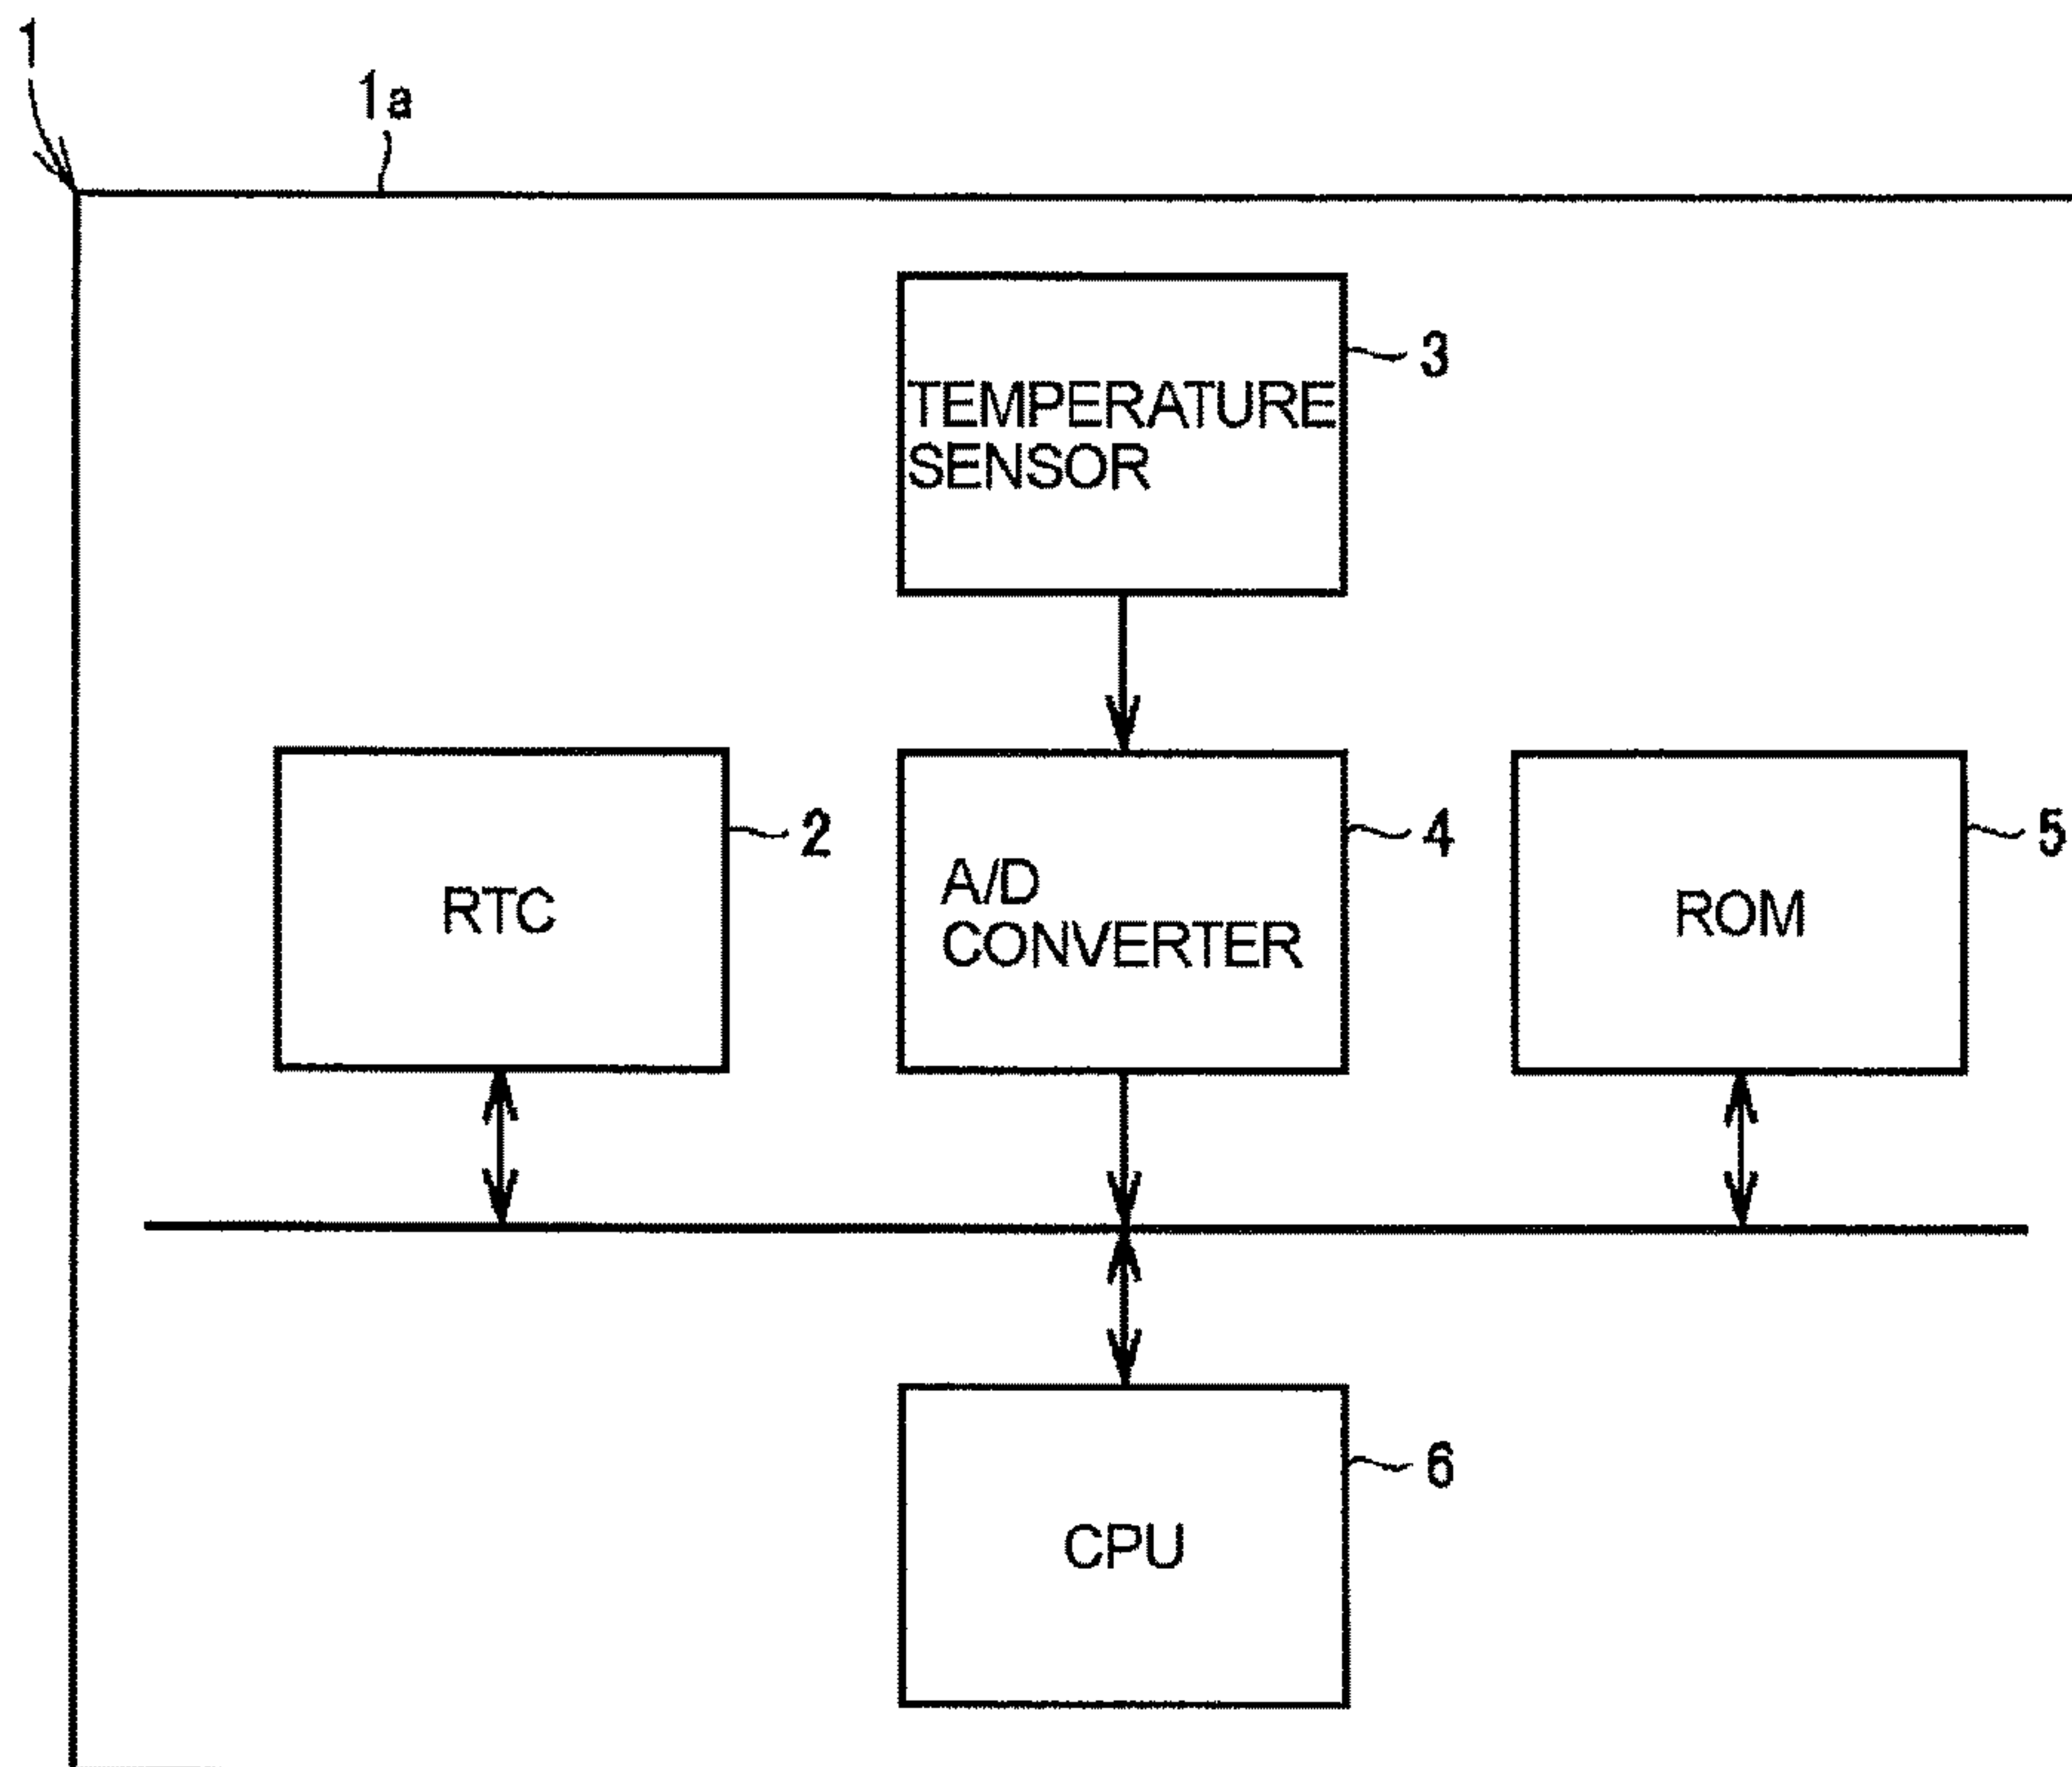 1
1a
TEMPERATURE
SENSOR
3
RTC
2
A/D
CONVERTER
4
ROM
5
CPU
6